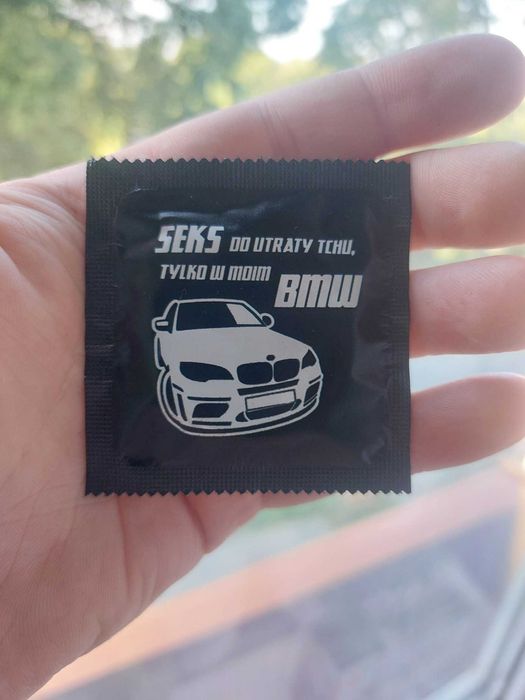 SEKS DO UTRATY TCHU,
TYLKO W MOIM BMW